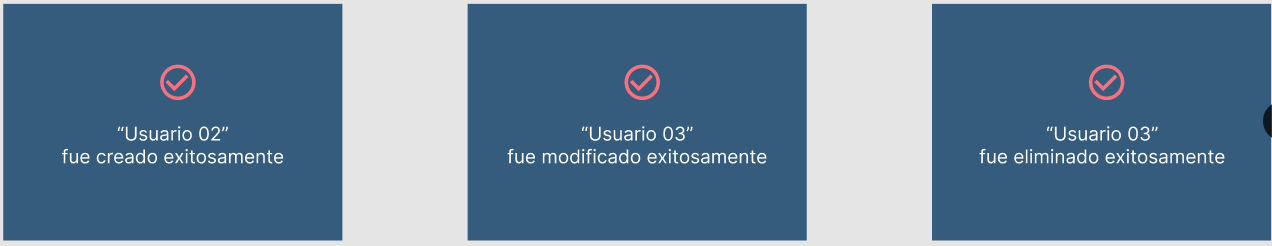 “Usuario 02”
fue creado exitosamente
“Usuario 03”
fue modificado exitosamente
“Usuario 03”
fue eliminado exitosamente